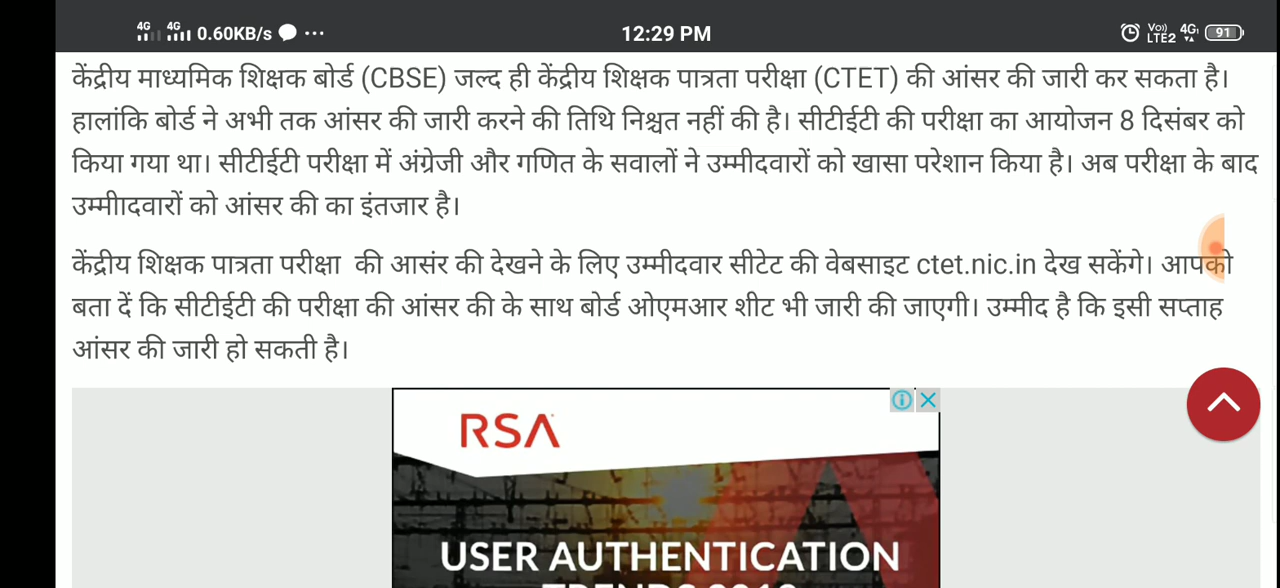 4G 4G 0.60KB/s ... 12:29 PM Vo)) LTE2 4G 91
केंद्रीय माध्यमिक शिक्षक बोर्ड (CBSE) जल्द ही केंद्रीय शिक्षक पात्रता परीक्षा (CTET) की आंसर की जारी कर सकता है।
हालांकि बोर्ड ने अभी तक आंसर की जारी करने की तिथि निश्चत नहीं की है। सीटीईटी की परीक्षा का आयोजन 8 दिसंबर को
किया गया था। सीटीईटी परीक्षा में अंग्रेजी और गणित के सवालों ने उम्मीदवारों को खासा परेशान किया है। अब परीक्षा के बाद
उम्मीादवारों को आंसर की का इंतजार है।
केंद्रीय शिक्षक पात्रता परीक्षा की आसंर की देखने के लिए उम्मीदवार सीटेट की वेबसाइट ctet.nic.in देख सकेंगे। आपको
बता दें कि सीटीईटी की परीक्षा की आंसर की के साथ बोर्ड ओएमआर शीट भी जारी की जाएगी। उम्मीद है कि इसी सप्ताह
आंसर की जारी हो सकती है।
RSA
USER AUTHENTICATION